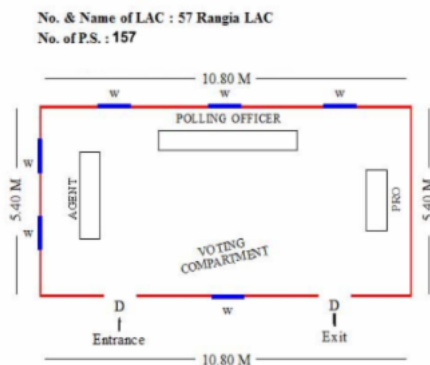 No. & Name of LAC : 57 Rangia LAC
No. of P.S. : 157
10.80 M
W
W
W
POLLING OFFICER
W
W
5.40 M
AGENT
PRO
5.40 M
VOTING
COMPARTMENT
D
W
D
Entrance
Exit
10.80 M